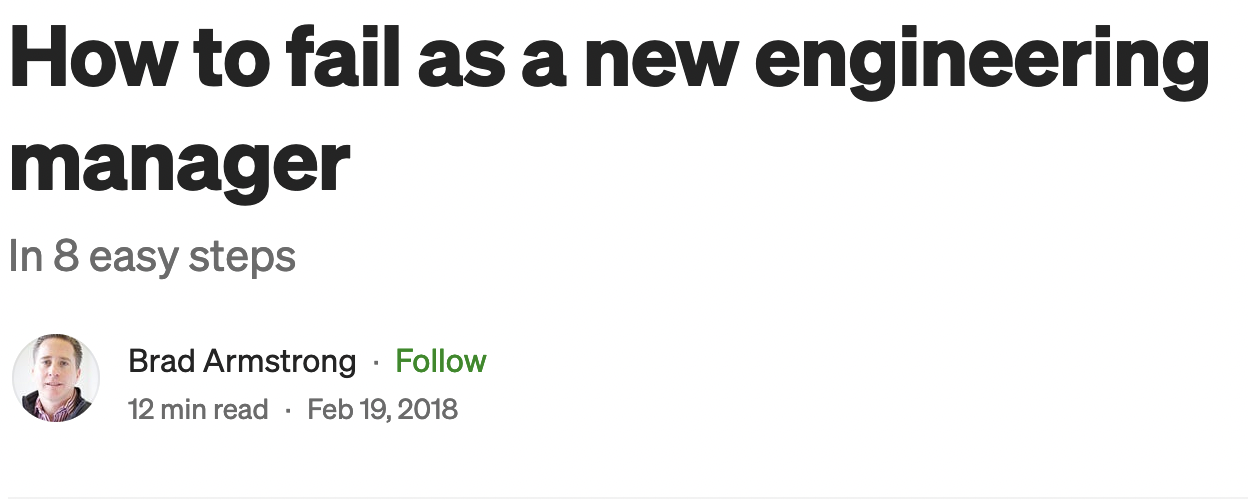 How to fail as a new engineering
manager
In 8 easy steps
Brad Armstrong · Follow
12 min read · Feb 19, 2018